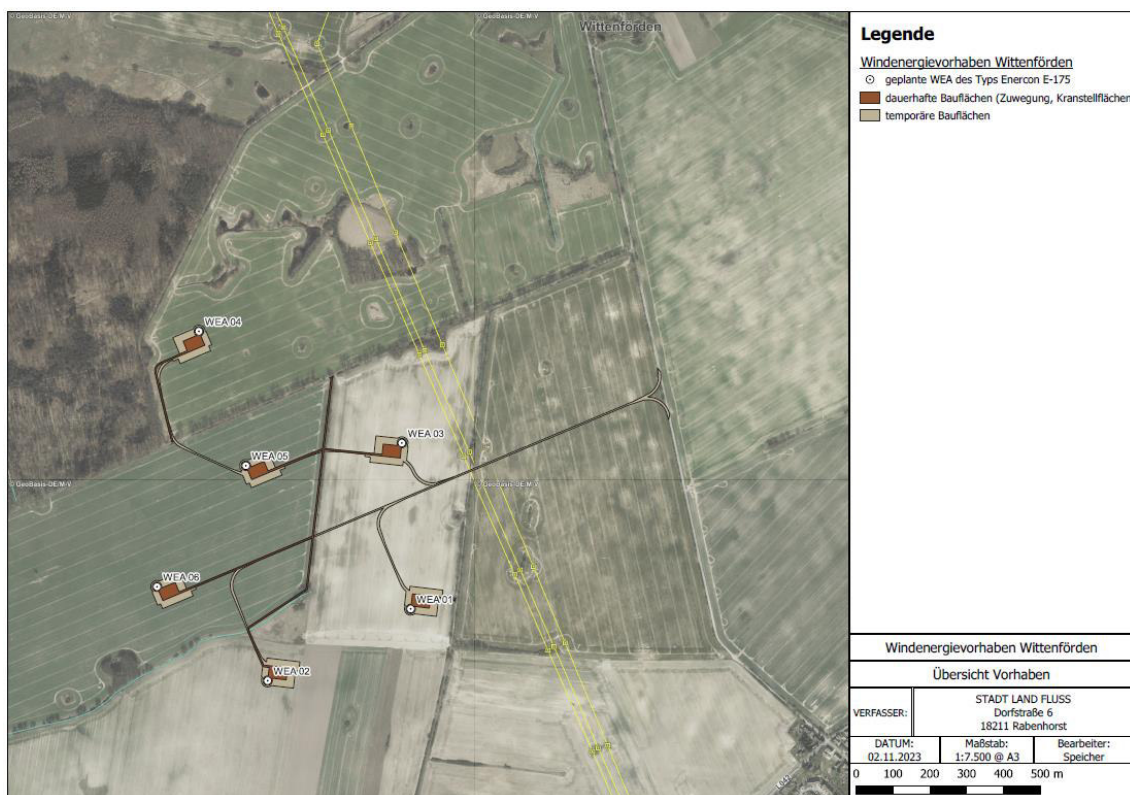 © GeoBasis-DE/M-V
© GeoBasis-DE/M-V
Wittenförden
WEA 04
WEA 03
WEA 05
© GeoBasis-DE/M-V
© GeoBasis-DE/M-V
WEA 06
WEA 01
WEA 02
Legende
Windenergievorhaben Wittenförden
geplante WEA des Typs Enercon E-175
dauerhafte Bauflächen (Zuwegung, Kranstellflächen
temporäre Bauflächen
Windenergievorhaben Wittenförden
Übersicht Vorhaben
VERFASSER:
STADT LAND FLUSS
Dorfstraße 6
18211 Rabenhorst
DATUM: Maßstab: Bearbeiter:
02.11.2023 1:7.500 @ A3 Speicher
0 100 200 300 400 500 m